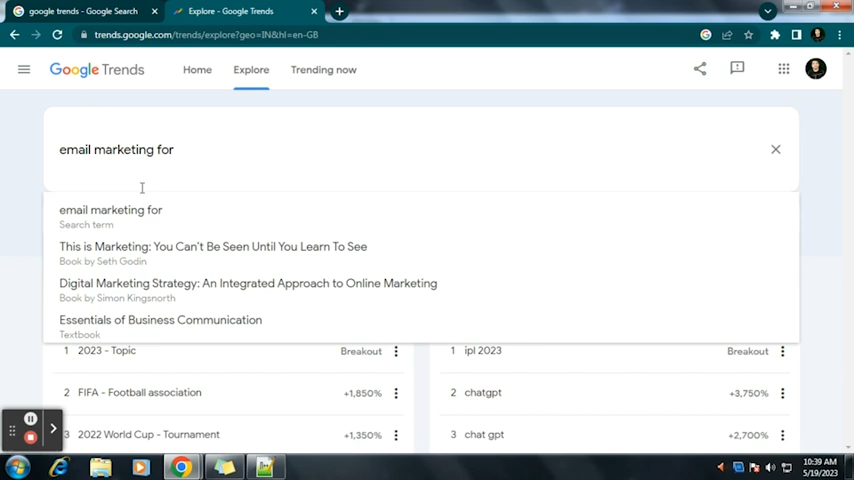 google trends - Google Search
Explore - Google Trends
trends.google.com/trends/explore?geo=IN&hl=en-GB
Google Trends
Home
Explore
Trending now
email marketing for
email marketing for
Search term
This is Marketing: You Can't Be Seen Until You Learn To See
Book by Seth Godin
Digital Marketing Strategy: An Integrated Approach to Online Marketing
Book by Simon Kingsnorth
Essentials of Business Communication
Textbook
1 2023 - Topic Breakout
2 FIFA - Football association +1,850%
3 2022 World Cup - Tournament +1,350%
1 ipl 2023 Breakout
2 chatgpt +3,750%
3 chat gpt +2,700%
10:39 AM
5/19/2023